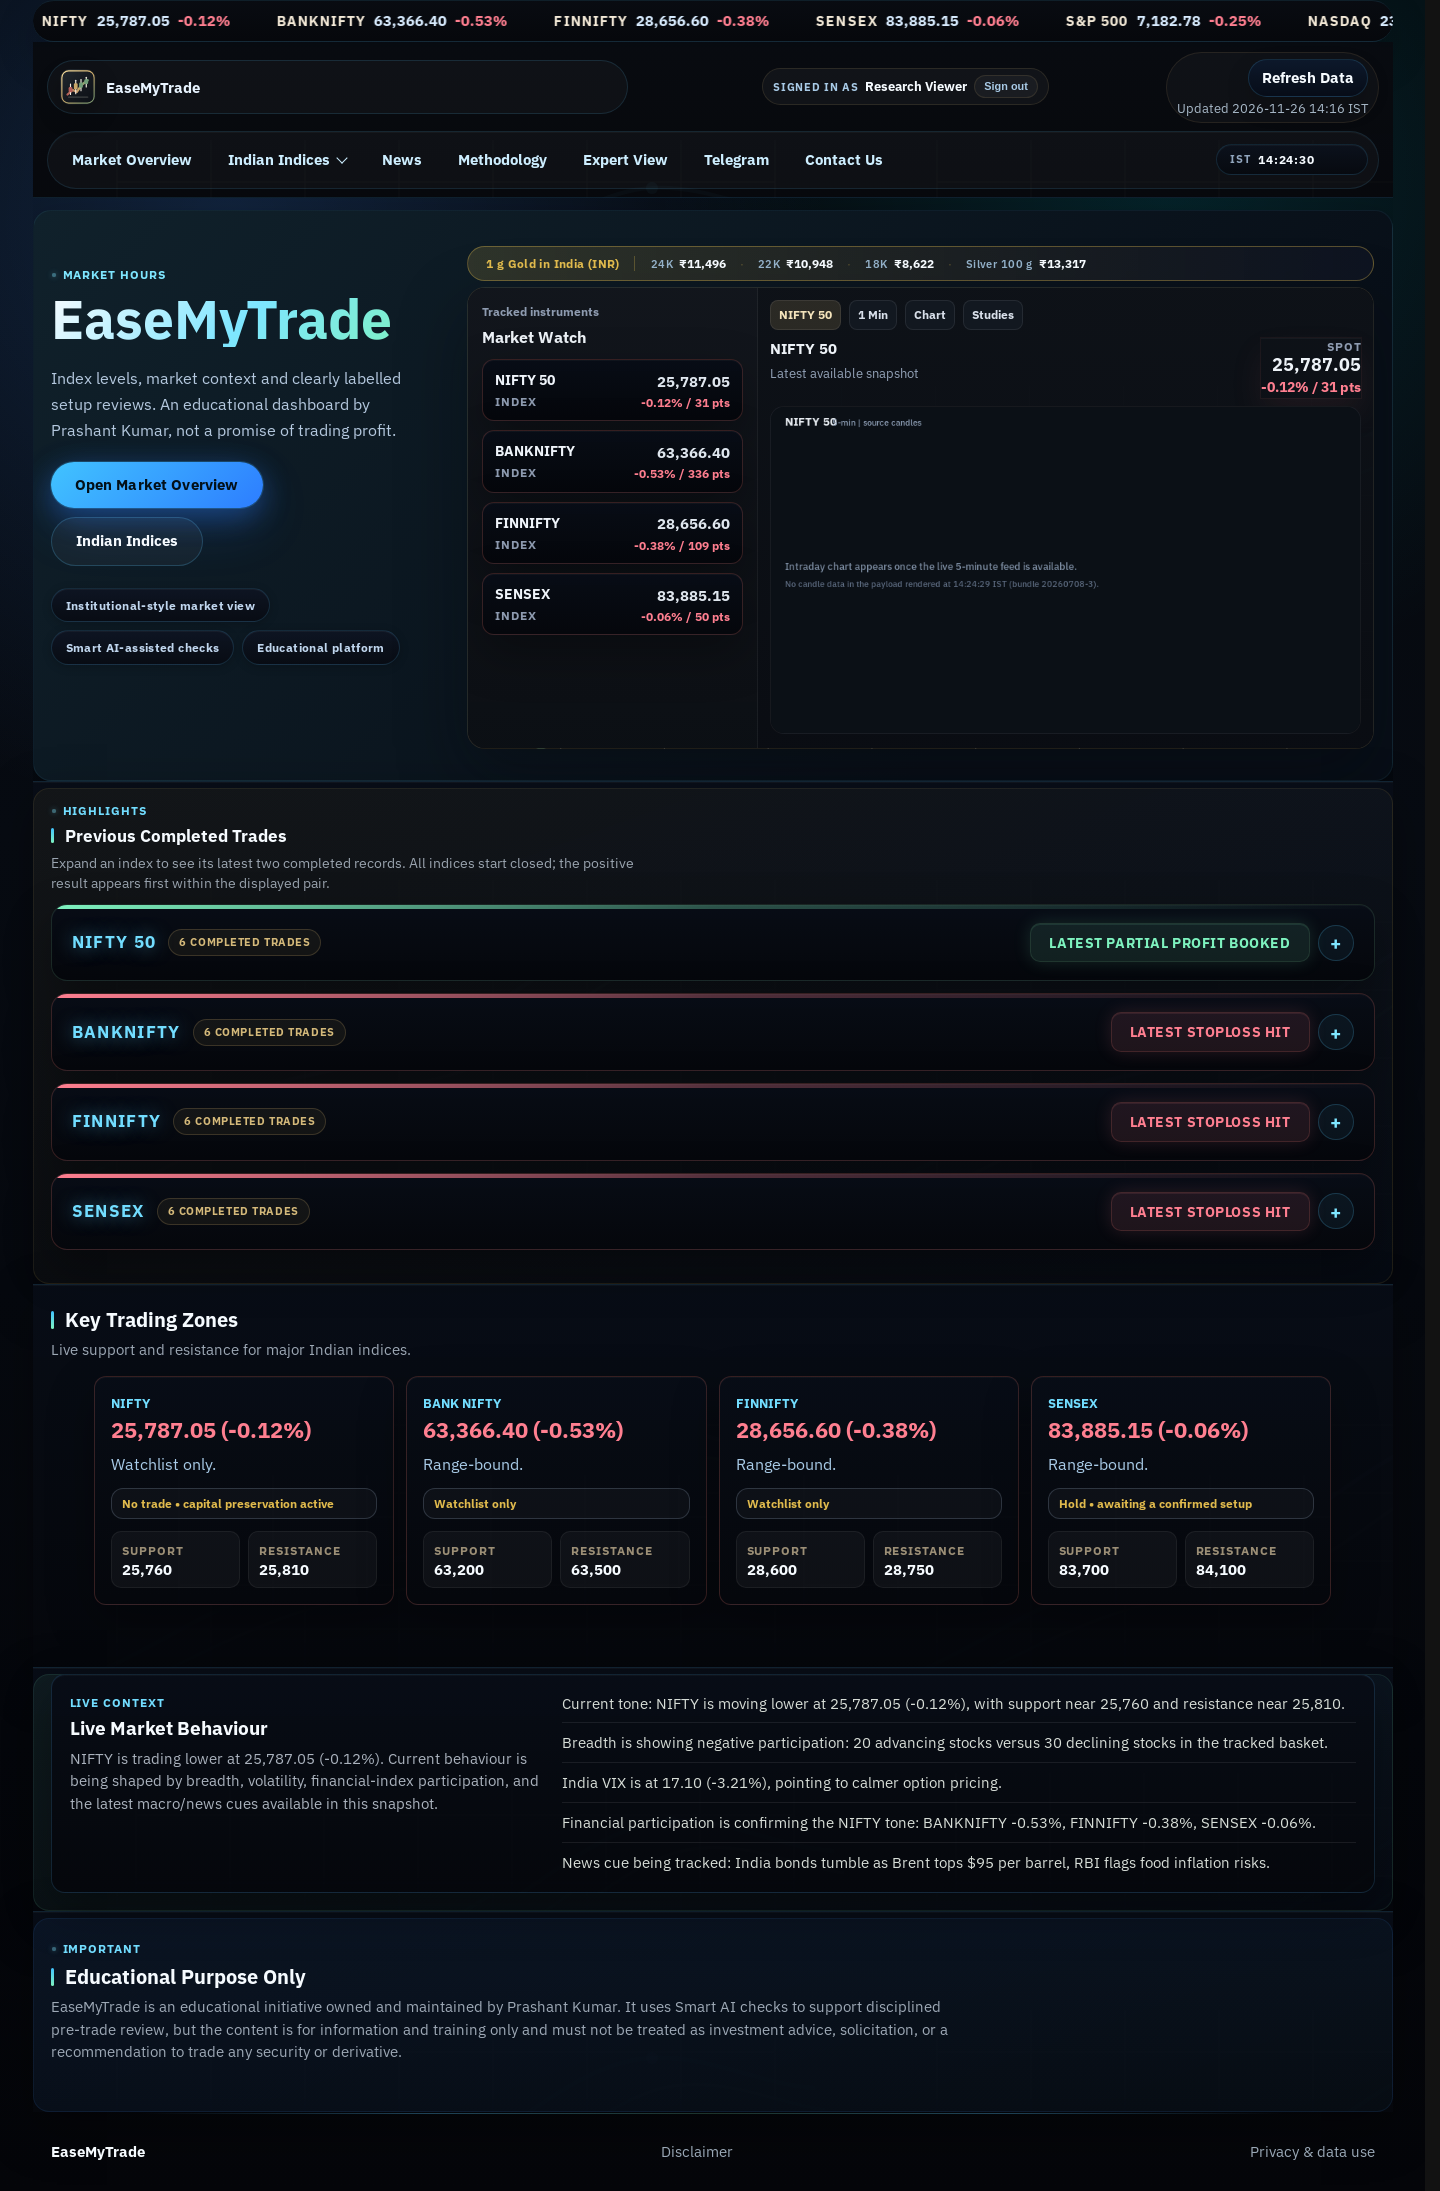 NIFTY 25,787.05 -0.12% BANKNIFTY 63,366.40 -0.53% FINNIFTY 28,656.60 -0.38% SENSEX 83,885.15 -0.06% S&P 500 7,182.78 -0.25% NASDAQ
EaseMyTrade
SIGNED IN AS Research Viewer Sign out
Refresh Data
Updated 2026-11-26 14:16 IST
Market Overview Indian Indices News Methodology Expert View Telegram Contact Us IST 14:24:30
MARKET HOURS
EaseMyTrade
Index levels, market context and clearly labelled
setup reviews. An educational dashboard by
Prashant Kumar, not a promise of trading profit.
Open Market Overview
Indian Indices
Institutional-style market view
Smart AI-assisted checks Educational platform
1 g Gold in India (INR) 24K ₹11,496 · 22K ₹10,948 · 18K ₹8,622 · Silver 100 g ₹13,317
Tracked instruments
Market Watch
NIFTY 50 25,787.05
INDEX -0.12% / 31 pts
BANKNIFTY 63,366.40
INDEX -0.53% / 336 pts
FINNIFTY 28,656.60
INDEX -0.38% / 109 pts
SENSEX 83,885.15
INDEX -0.06% / 50 pts
NIFTY 50 1 Min Chart Studies
NIFTY 50
Latest available snapshot
SPOT
25,787.05
-0.12% / 31 pts
NIFTY 50 -min | source candles
Intraday chart appears once the live 5-minute feed is available.
No candle data in the payload rendered at 14:24:29 IST (bundle 20260708-3).
HIGHLIGHTS
Previous Completed Trades
Expand an index to see its latest two completed records. All indices start closed; the positive
result appears first within the displayed pair.
NIFTY 50 6 COMPLETED TRADES LATEST PARTIAL PROFIT BOOKED +
BANKNIFTY 6 COMPLETED TRADES LATEST STOPLOSS HIT +
FINNIFTY 6 COMPLETED TRADES LATEST STOPLOSS HIT +
SENSEX 6 COMPLETED TRADES LATEST STOPLOSS HIT +
Key Trading Zones
Live support and resistance for major Indian indices.
NIFTY
25,787.05 (-0.12%)
Watchlist only.
No trade • capital preservation active
SUPPORT RESISTANCE
25,760 25,810
BANK NIFTY
63,366.40 (-0.53%)
Range-bound.
Watchlist only
SUPPORT RESISTANCE
63,200 63,500
FINNIFTY
28,656.60 (-0.38%)
Range-bound.
Watchlist only
SUPPORT RESISTANCE
28,600 28,750
SENSEX
83,885.15 (-0.06%)
Range-bound.
Hold • awaiting a confirmed setup
SUPPORT RESISTANCE
83,700 84,100
LIVE CONTEXT
Live Market Behaviour
NIFTY is trading lower at 25,787.05 (-0.12%). Current behaviour is
being shaped by breadth, volatility, financial-index participation, and
the latest macro/news cues available in this snapshot.
Current tone: NIFTY is moving lower at 25,787.05 (-0.12%), with support near 25,760 and resistance near 25,810.
Breadth is showing negative participation: 20 advancing stocks versus 30 declining stocks in the tracked basket.
India VIX is at 17.10 (-3.21%), pointing to calmer option pricing.
Financial participation is confirming the NIFTY tone: BANKNIFTY -0.53%, FINNIFTY -0.38%, SENSEX -0.06%.
News cue being tracked: India bonds tumble as Brent tops $95 per barrel, RBI flags food inflation risks.
IMPORTANT
Educational Purpose Only
EaseMyTrade is an educational initiative owned and maintained by Prashant Kumar. It uses Smart AI checks to support disciplined
pre-trade review, but the content is for information and training only and must not be treated as investment advice, solicitation, or a
recommendation to trade any security or derivative.
EaseMyTrade Disclaimer Privacy & data use